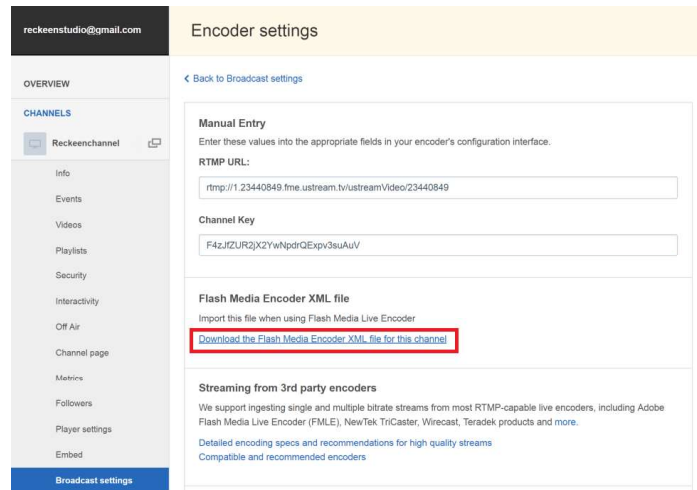 reckeenstudio@gmail.com
Encoder settings
OVERVIEW
CHANNELS
Reckeenchannel
Info
Events
Videos
Playlists
Security
Interactivity
Off Air
Channel page
Metrics
Followers
Player settings
Embed
Broadcast settings
Back to Broadcast settings
Manual Entry
Enter these values into the appropriate fields in your encoder's configuration interface.
RTMP URL:
rtmp://1.23440849.fme.ustream.tv/ustreamVideo/23440849
Channel Key
F4zJfZUR2jX2YwNpdrQExpv3suAuV
Flash Media Encoder XML file
Import this file when using Flash Media Live Encoder
Download the Flash Media Encoder XML file for this channel
Streaming from 3rd party encoders
We support ingesting single and multiple bitrate streams from most RTMP-capable live encoders, including Adobe
Flash Media Live Encoder (FMLE), NewTek TriCaster, Wirecast, Teradek products and more.
Detailed encoding specs and recommendations for high quality streams
Compatible and recommended encoders